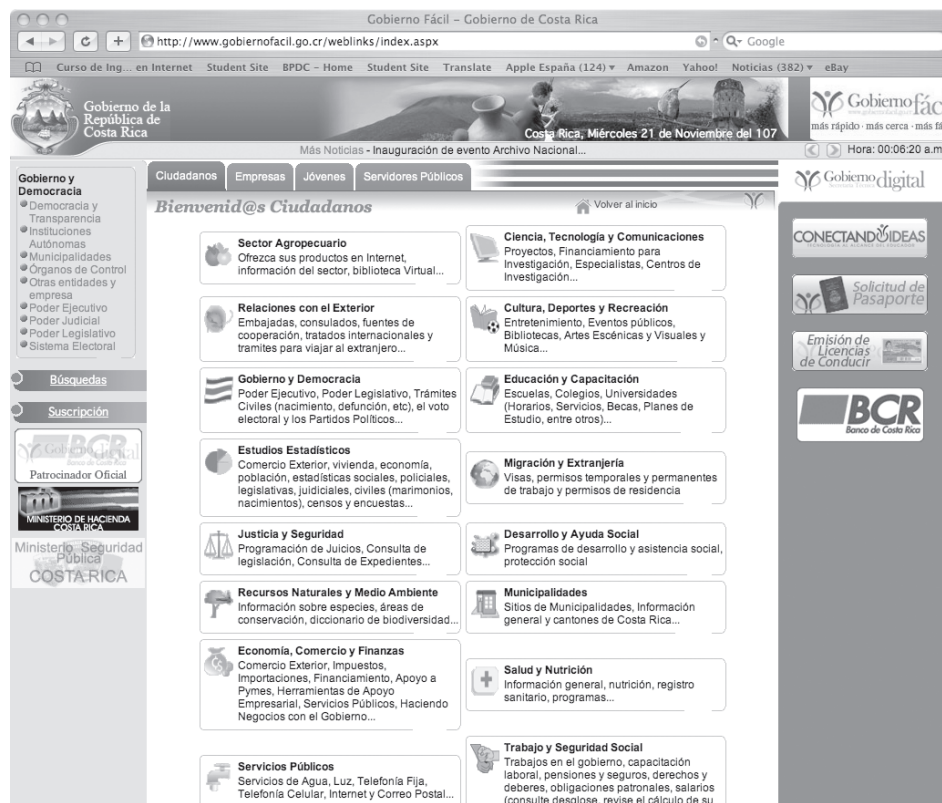 Gobierno Fácil – Gobierno de Costa Rica
http://www.gobiernofacil.go.cr/weblinks/index.aspx
Google
Curso de Ing... en Internet Student Site BPDC – Home Student Site Translate Apple España (124) ▾ Amazon Yahoo! Noticias (382) ▾ eBay
Gobierno de la
República de
Costa Rica
Costa Rica, Miércoles 21 de Noviembre del 107
Gobierno fác
más rápido · más cerca · más fá
Más Noticias - Inauguración de evento Archivo Nacional...
Hora: 00:06:20 a.m
Gobierno y
Democracia
Democracia y
Transparencia
Instituciones
Autónomas
Municipalidades
Órganos de Control
Otras entidades y
empresa
Poder Ejecutivo
Poder Judicial
Poder Legislativo
Sistema Electoral
Búsquedas
Suscripción
Gobierno digital
BCR
Banco de Costa Rica
Patrocinador Oficial
MINISTERIO DE HACIENDA
COSTA RICA
Ministerio Seguridad
Pública
COSTA RICA
Ciudadanos Empresas Jóvenes Servidores Públicos
Bienvenid@s Ciudadanos
Volver al inicio
Sector Agropecuario
Ofrezca sus productos en Internet,
información del sector, biblioteca Virtual...
Ciencia, Tecnología y Comunicaciones
Proyectos, Financiamiento para
Investigación, Especialistas, Centros de
Investigación...
Relaciones con el Exterior
Embajadas, consulados, fuentes de
cooperación, tratados internacionales y
tramites para viajar al extranjero...
Cultura, Deportes y Recreación
Entretenimiento, Eventos públicos,
Bibliotecas, Artes Escénicas y Visuales y
Música...
Gobierno y Democracia
Poder Ejecutivo, Poder Legislativo, Trámites
Civiles (nacimiento, defunción, etc), el voto
electoral y los Partidos Políticos...
Educación y Capacitación
Escuelas, Colegios, Universidades
(Horarios, Servicios, Becas, Planes de
Estudio, entre otros)...
Estudios Estadísticos
Comercio Exterior, vivienda, economía,
población, estadísticas sociales, policiales,
legislativas, juidiciales, civiles (marimonios,
nacimientos), censos y encuestas...
Migración y Extranjería
Visas, permisos temporales y permanentes
de trabajo y permisos de residencia
Justicia y Seguridad
Programación de Juicios, Consulta de
legislación, Consulta de Expedientes...
Desarrollo y Ayuda Social
Programas de desarrollo y asistencia social,
protección social
Recursos Naturales y Medio Ambiente
Información sobre especies, áreas de
conservación, diccionario de biodiversidad...
Municipalidades
Sitios de Municipalidades, Información
general y cantones de Costa Rica...
Economía, Comercio y Finanzas
Comercio Exterior, Impuestos,
Importaciones, Financiamiento, Apoyo a
Pymes, Herramientas de Apoyo
Empresarial, Servicios Públicos, Haciendo
Negocios con el Gobierno...
Salud y Nutrición
Información general, nutrición, registro
sanitario, programas...
Servicios Públicos
Servicios de Agua, Luz, Telefonía Fija,
Telefonía Celular, Internet y Correo Postal...
Trabajo y Seguridad Social
Trabajos en el gobierno, capacitación
laboral, pensiones y seguros, derechos y
deberes, obligaciones patronales, salarios
(consulte desglose, revise el cálculo de su
Gobierno digital
CONECTANDO IDEAS
Solicitud de
Pasaporte
Emisión de
Licencias
de Conducir
BCR
Banco de Costa Rica